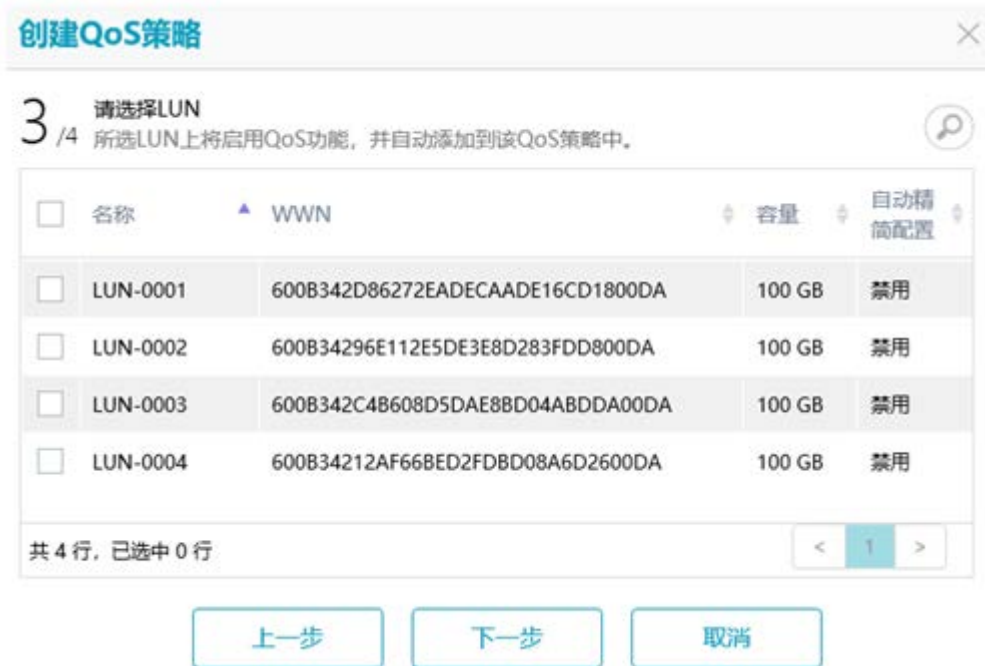 创建QoS策略
3 /4 请选择LUN
所选LUN上将启用QoS功能，并自动添加到该QoS策略中。
名称 WWN 容量 自动精
简配置
LUN-0001 600B342D86272EADECAADE16CD1800DA 100 GB 禁用
LUN-0002 600B34296E112E5DE3E8D283FDD800DA 100 GB 禁用
LUN-0003 600B342C4B608D5DAE8BD04ABDDA00DA 100 GB 禁用
LUN-0004 600B34212AF66BED2FDBD08A6D2600DA 100 GB 禁用
共 4 行，已选中 0 行 < 1 >
上一步 下一步 取消